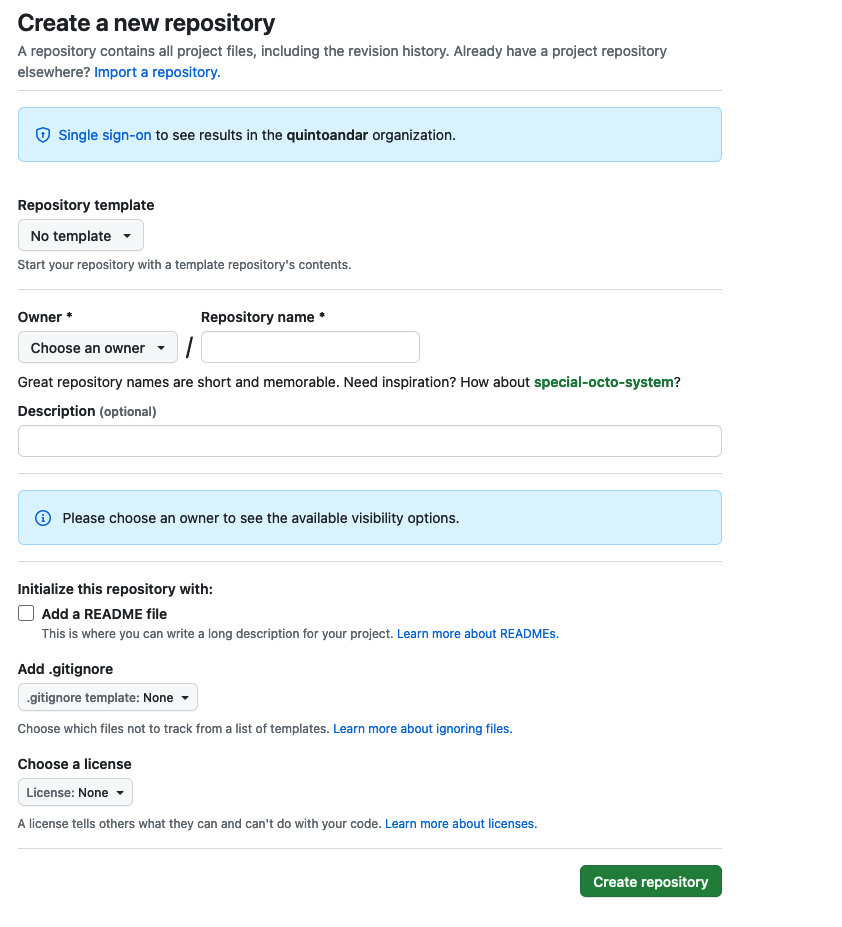 Create a new repository
A repository contains all project files, including the revision history. Already have a project repository
elsewhere? Import a repository.
Single sign-on to see results in the quintoandar organization.
Repository template
No template
Start your repository with a template repository's contents.
Owner *
Repository name *
Choose an owner
/
Great repository names are short and memorable. Need inspiration? How about special-octo-system?
Description (optional)
Please choose an owner to see the available visibility options.
Initialize this repository with:
Add a README file
This is where you can write a long description for your project. Learn more about READMEs.
Add .gitignore
.gitignore template: None
Choose which files not to track from a list of templates. Learn more about ignoring files.
Choose a license
License: None
A license tells others what they can and can't do with your code. Learn more about licenses.
Create repository